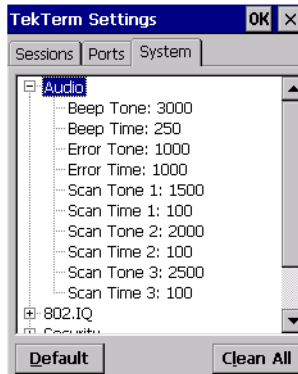 TekTerm Settings OK ×
Sessions Ports System
Audio
Beep Tone: 3000
Beep Time: 250
Error Tone: 1000
Error Time: 1000
Scan Tone 1: 1500
Scan Time 1: 100
Scan Tone 2: 2000
Scan Time 2: 100
Scan Tone 3: 2500
Scan Time 3: 100
802.IQ
Security
Default Clean All